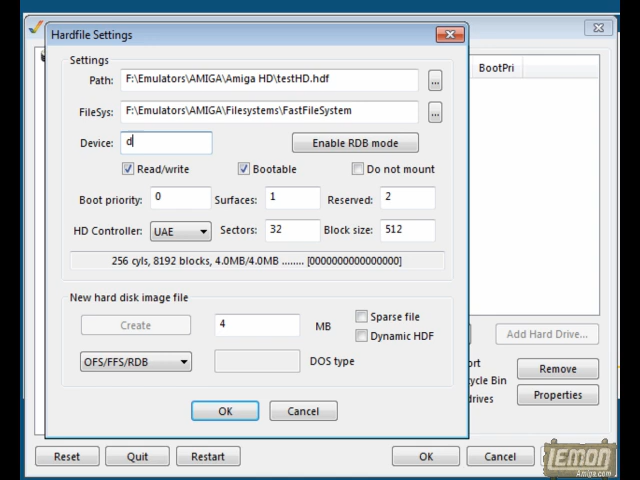 Hardfile Settings
Settings
Path: F:\Emulators\AMIGA\Amiga HD\testHD.hdf ...
FileSys: F:\Emulators\AMIGA\Filesystems\FastFileSystem ...
Device: d Enable RDB mode
Read/write Bootable Do not mount
Boot priority: 0 Surfaces: 1 Reserved: 2
HD Controller: UAE Sectors: 32 Block size: 512
256 cyls, 8192 blocks, 4.0MB/4.0MB ........ [0000000000000000]
New hard disk image file
Create 4 MB Sparse file
Dynamic HDF
OFS/FFS/RDB DOS type
OK Cancel
BootPri
Add Hard Drive...
ort Remove
ycle Bin
drives Properties
Reset Quit Restart OK Cancel
LEMON
Amiga.com